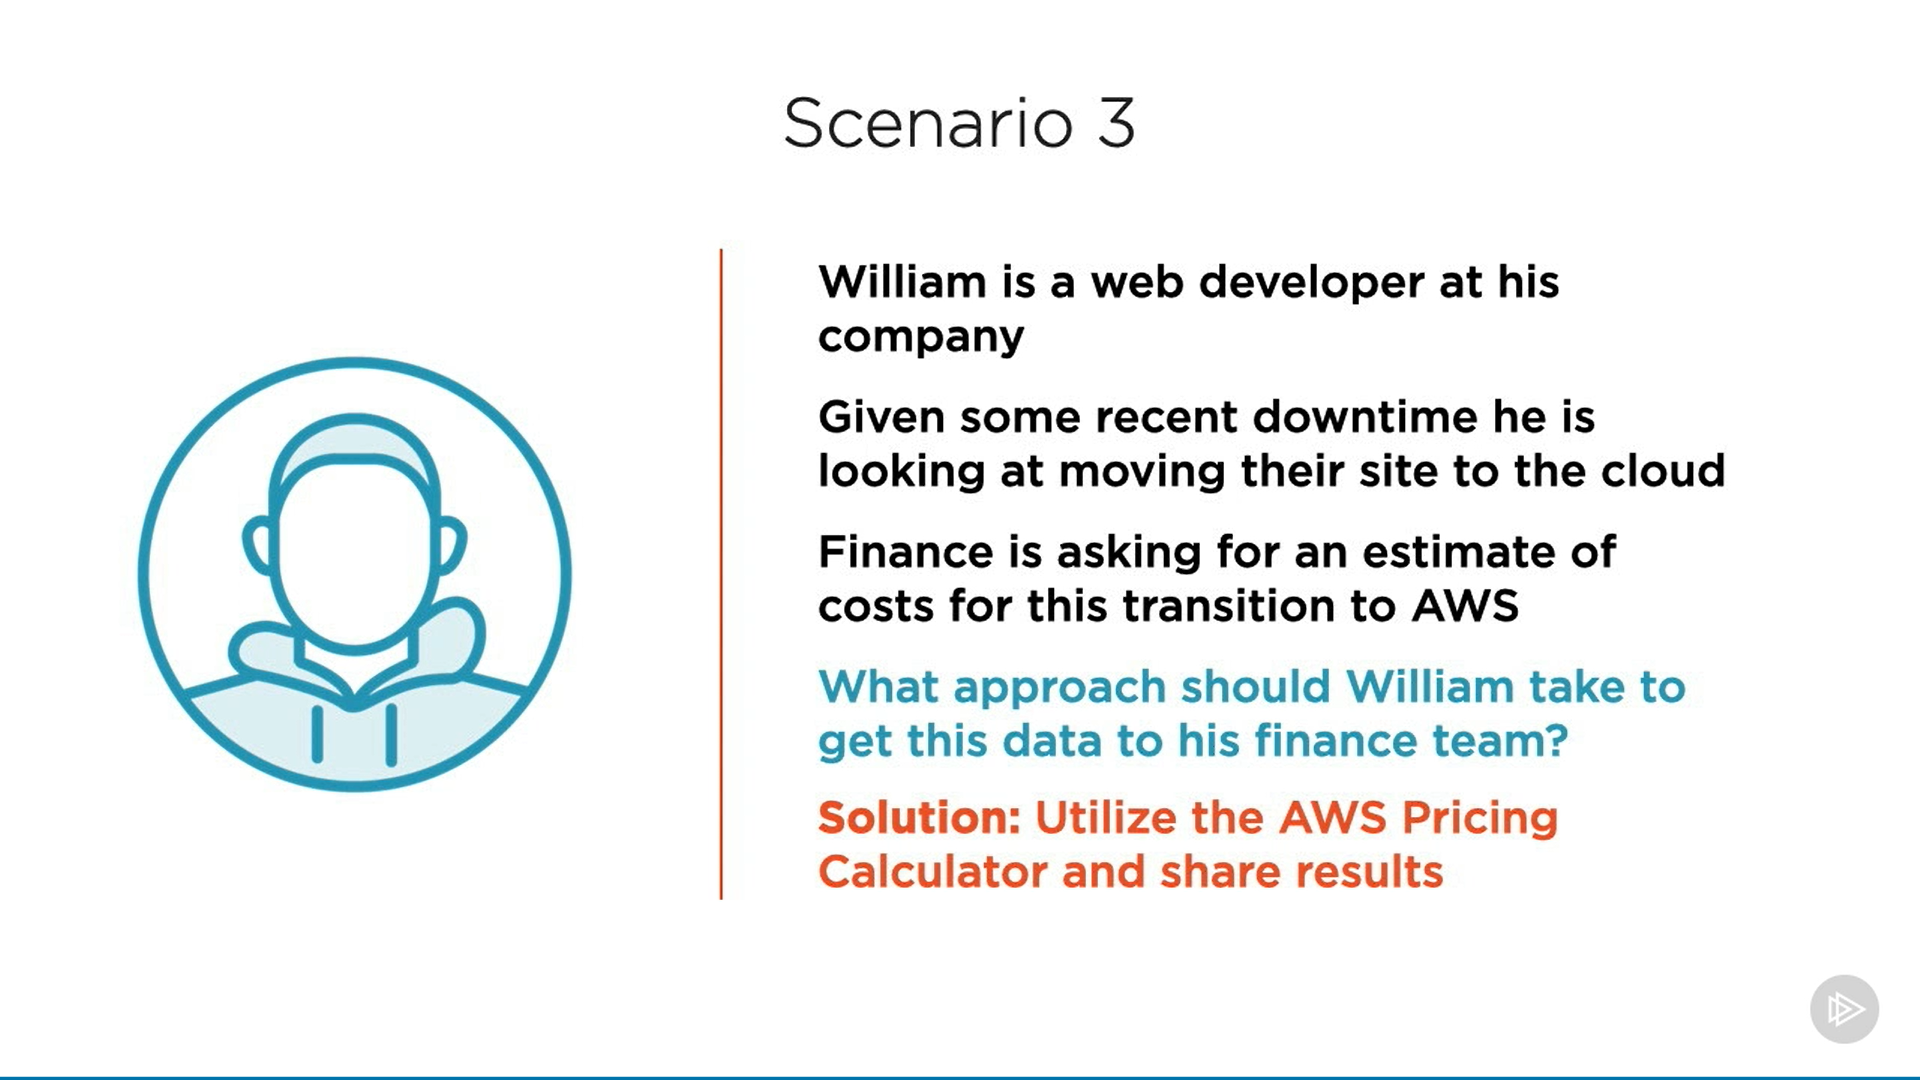 Scenario 3
William is a web developer at his
company
Given some recent downtime he is
looking at moving their site to the cloud
Finance is asking for an estimate of
costs for this transition to AWS
What approach should William take to
get this data to his finance team?
Solution: Utilize the AWS Pricing
Calculator and share results